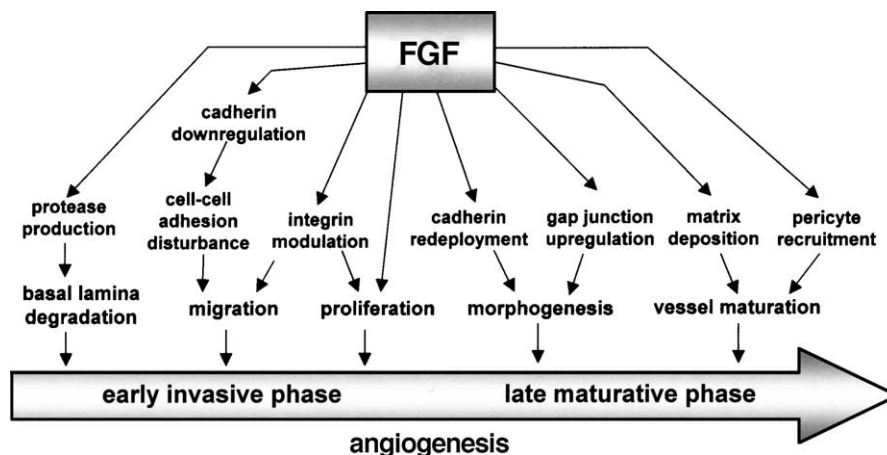 FGF
cadherin
downregulation
protease
production
cell-cell
adhesion
disturbance
integrin
modulation
cadherin
redeployment
gap junction
upregulation
matrix
deposition
pericyte
recruitment
basal lamina
degradation
migration
proliferation
morphogenesis
vessel maturation
early invasive phase
late maturative phase
angiogenesis